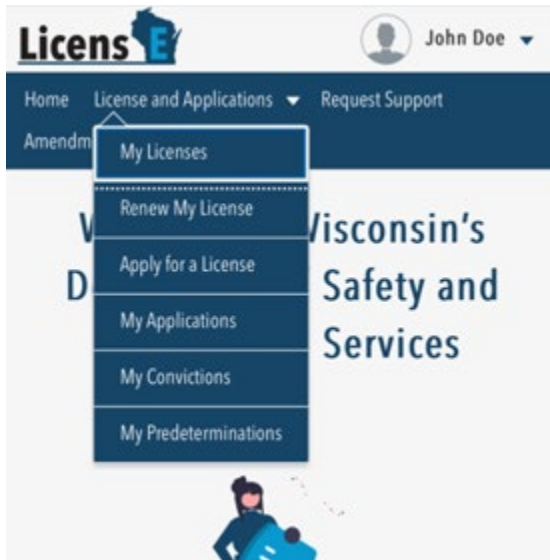 LicensE
John Doe
Home License and Applications Request Support
Amendm
My Licenses
Renew My License
Apply for a License
My Applications
My Convictions
My Predeterminations
W Visconsin's
D Safety and
Services